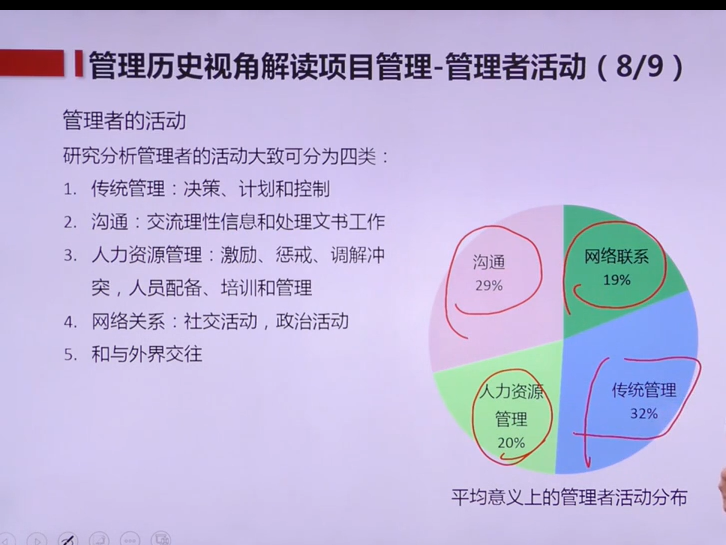 管理历史视角解读项目管理-管理者活动（8/9）
管理者的活动
研究分析管理者的活动大致可分为四类：
1. 传统管理：决策、计划和控制
2. 沟通：交流理性信息和处理文书工作
3. 人力资源管理：激励、惩戒、调解冲
突，人员配备、培训和管理
4. 网络关系：社交活动，政治活动
5. 和与外界交往
沟通
29%
网络联系
19%
人力资源
管理
20%
传统管理
32%
平均意义上的管理者活动分布